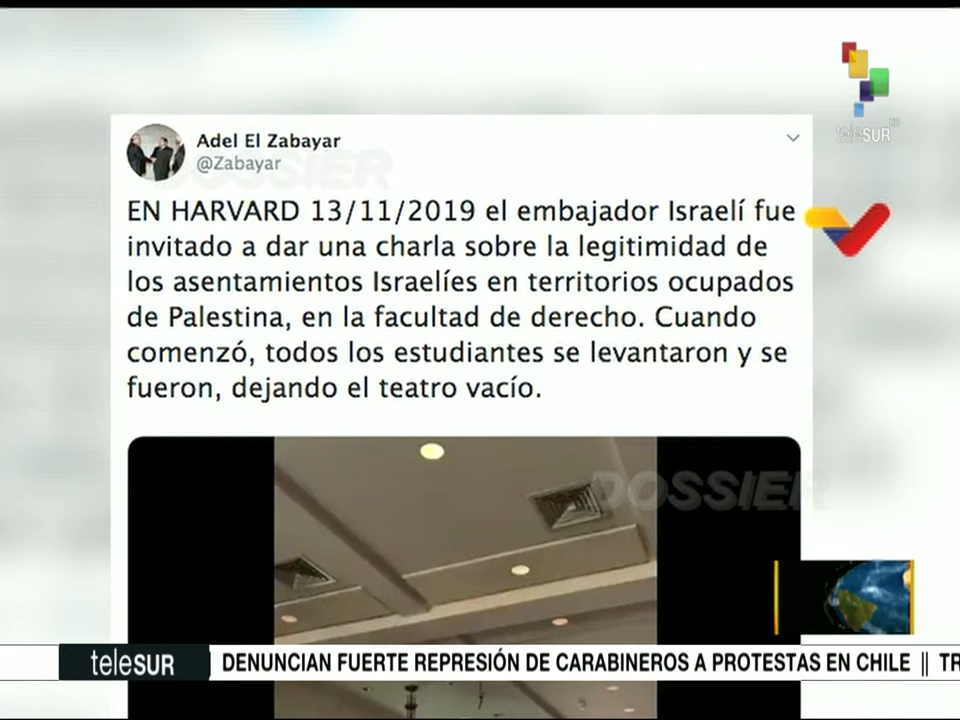 teleSUR
HD
Adel El Zabayar
@Zabayar
DOSSIER
EN HARVARD 13/11/2019 el embajador Israelí fue
invitado a dar una charla sobre la legitimidad de
los asentamientos Israelíes en territorios ocupados
de Palestina, en la facultad de derecho. Cuando
comenzó, todos los estudiantes se levantaron y se
fueron, dejando el teatro vacío.
DOSSIER
teleSUR DENUNCIAN FUERTE REPRESIÓN DE CARABINEROS A PROTESTAS EN CHILE || TR